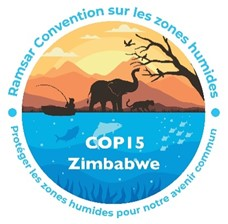 Ramsar Convention sur les zones humides
COP15
Zimbabwe
Protéger les zones humides pour notre avenir commun